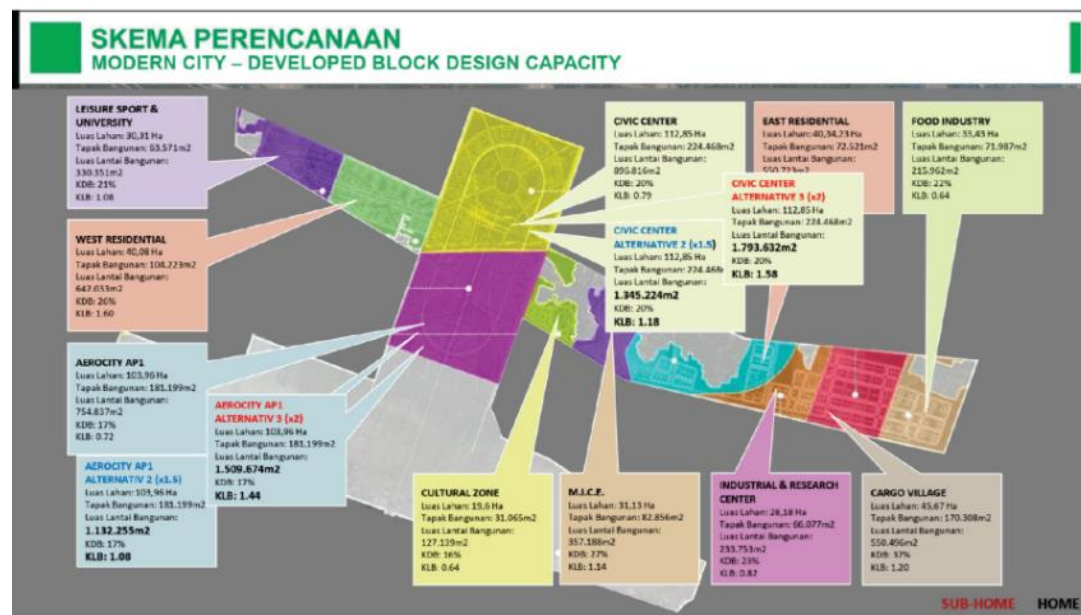 SKEMA PERENCANAAN
MODERN CITY – DEVELOPED BLOCK DESIGN CAPACITY
LEISURE SPORT &
UNIVERSITY
Luas Lahan: 30,31 Ha
Tapak Bangunan: 63.571m2
Luas Lantai Bangunan:
330.351m2
KDB: 21%
KLB: 1.08
WEST RESIDENTIAL
Luas Lahan: 40,08 Ha
Tapak Bangunan: 104.223m2
Luas Lantai Bangunan:
642.033m2
KDB: 26%
KLB: 1.60
AEROCITY AP1
Luas Lahan: 103,96 Ha
Tapak Bangunan: 181.199m2
Luas Lantai Bangunan:
754.837m2
KDB: 17%
KLB: 0.72
AEROCITY AP1
ALTERNATIV 2 (x1.5)
Luas Lahan: 103,96 Ha
Tapak Bangunan: 181.199m2
Luas Lantai Bangunan:
1.132.255m2
KDB: 17%
KLB: 1.08
AEROCITY AP1
ALTERNATIV 3 (x2)
Luas Lahan: 103,96 Ha
Tapak Bangunan: 181.199m2
Luas Lantai Bangunan:
1.509.674m2
KDB: 17%
KLB: 1.44
CIVIC CENTER
Luas Lahan: 112,85 Ha
Tapak Bangunan: 224.468m2
Luas Lantai Bangunan:
896.816m2
KDB: 20%
KLB: 0.79
CIVIC CENTER
ALTERNATIVE 2 (x1.5)
Luas Lahan: 112,85 Ha
Tapak Bangunan: 224.468
Luas Lantai Bangunan:
1.345.224m2
KDB: 20%
KLB: 1.18
CIVIC CENTER
ALTERNATIVE 3 (x2)
Luas Lahan: 112,85 Ha
Tapak Bangunan: 224.468m2
Luas Lantai Bangunan:
1.793.632m2
KDB: 20%
KLB: 1.58
EAST RESIDENTIAL
Luas Lahan: 40,34,23 Ha
Tapak Bangunan: 72.521m2
Luas Lantai Bangunan:
550.723m2
FOOD INDUSTRY
Luas Lahan: 33,43 Ha
Tapak Bangunan: 71.987m2
Luas Lantai Bangunan:
215.962m2
KDB: 22%
KLB: 0.64
CULTURAL ZONE
Luas Lahan: 19,6 Ha
Tapak Bangunan: 31.065m2
Luas Lantai Bangunan:
127.139m2
KDB: 16%
KLB: 0.64
M.I.C.E.
Luas Lahan: 31,13 Ha
Tapak Bangunan: 82.856m2
Luas Lantai Bangunan:
357.188m2
KDB: 27%
KLB: 1.14
INDUSTRIAL & RESEARCH
CENTER
Luas Lahan: 28,18 Ha
Tapak Bangunan: 66.077m2
Luas Lantai Bangunan:
233.753m2
KDB: 23%
KLB: 0.82
CARGO VILLAGE
Luas Lahan: 45,67 Ha
Tapak Bangunan: 170.308m2
Luas Lantai Bangunan:
550.496m2
KDB: 37%
KLB: 1.20
SUB-HOME HOME